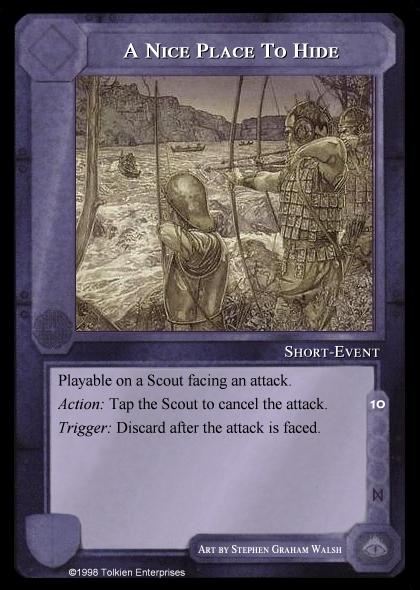 A Nice Place To Hide
Short-Event
Playable on a Scout facing an attack.
Action: Tap the Scout to cancel the attack.
10
Trigger: Discard after the attack is faced.
Art by Stephen Graham Walsh
©1998 Tolkien Enterprises